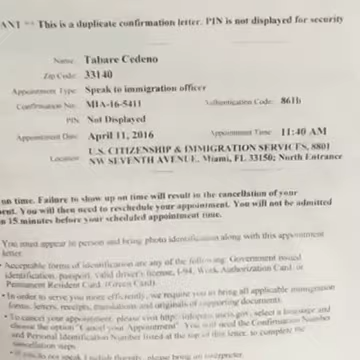 ANT ** This is a duplicate confirmation letter. PIN is not displayed for security
Name: Tabare Cedeno
Zip Code: 33140
Appointment Type: Speak to immigration officer
Confirmation No: MIA-16-5411 Authentication Code: 861b
PIN Not Displayed
Appointment Date: April 11, 2016 Appointment Time: 11:40 AM
Location: U.S. CITIZENSHIP & IMMIGRATION SERVICES, 8801
NW SEVENTH AVENUE, Miami, FL 33150; North Entrance
on time. Failure to show up on time will result in the cancellation of your
ent. You will then need to reschedule your appointment. You will not be admitted
n 15 minutes before your scheduled appointment time.
You must appear in person and bring photo identification along with this appointment
letter.
• Acceptable forms of identification are any of the following: Government issued
identification, passport, valid driver's license, I-94, Work Authorization Card, or
Permanent Resident Card. (Green Card).
• In order to serve you more efficiently, we require you to bring all applicable immigration
forms, letters, receipts, translations and originals of supporting documents.
• To cancel your appointment, please visit http://infopass.uscis.gov, select a language and
choose the option "Cancel your Appointment". You will need the Confirmation Number
and Personal Identification Number listed at the top of this letter, to complete the
cancellation steps.
• If you do not speak English fluently, please bring an interpreter.